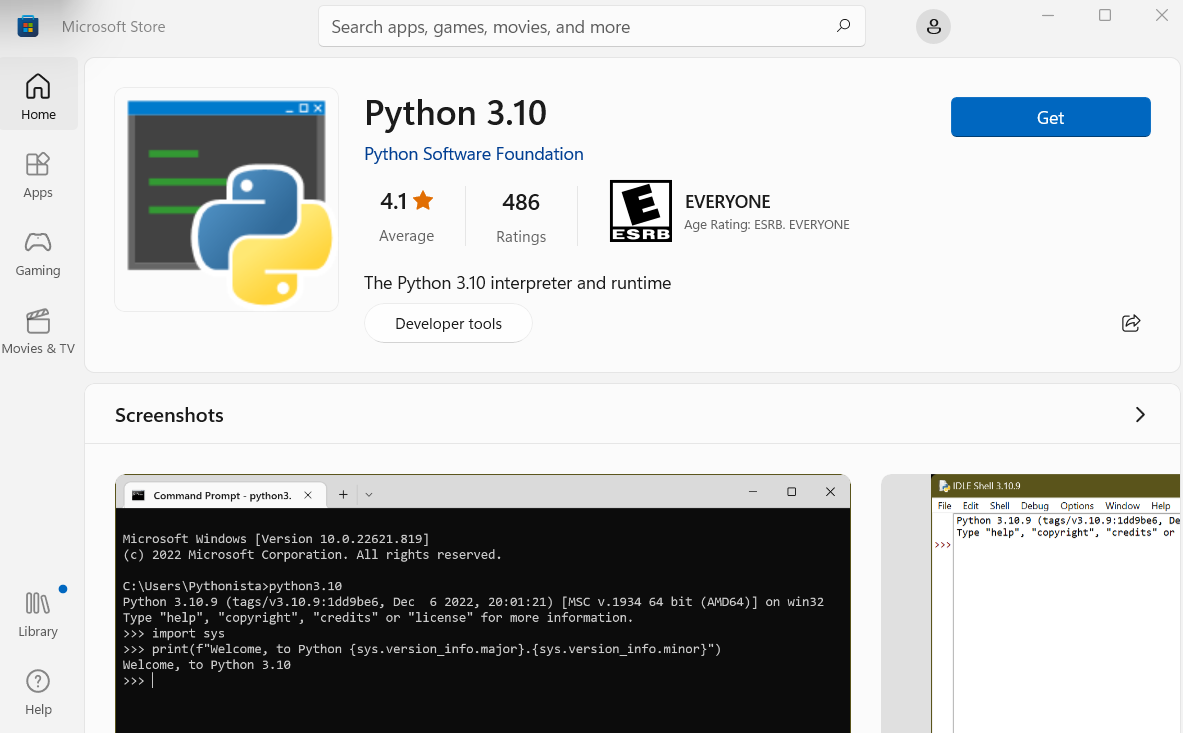 Microsoft Store
Search apps, games, movies, and more
Home
Apps
Gaming
Movies & TV
Library
Help
Python 3.10
Get
Python Software Foundation
4.1
Average
486
Ratings
E
ESRB
EVERYONE
Age Rating: ESRB. EVERYONE
The Python 3.10 interpreter and runtime
Developer tools
Screenshots
Command Prompt - python3.
Microsoft Windows [Version 10.0.22621.819]
(c) 2022 Microsoft Corporation. All rights reserved.
C:\Users\Pythonista>python3.10
Python 3.10.9 (tags/v3.10.9:1dd9be6, Dec  6 2022, 20:01:21) [MSC v.1934 64 bit (AMD64)] on win32
Type "help", "copyright", "credits" or "license" for more information.
>>> import sys
>>> print(f"Welcome, to Python {sys.version_info.major}.{sys.version_info.minor}")
Welcome, to Python 3.10
>>>
IDLE Shell 3.10.9
File Edit Shell Debug Options Window Help
Python 3.10.9 (tags/v3.10.9:1dd9be6, De
Type "help", "copyright", "credits" or
>>>